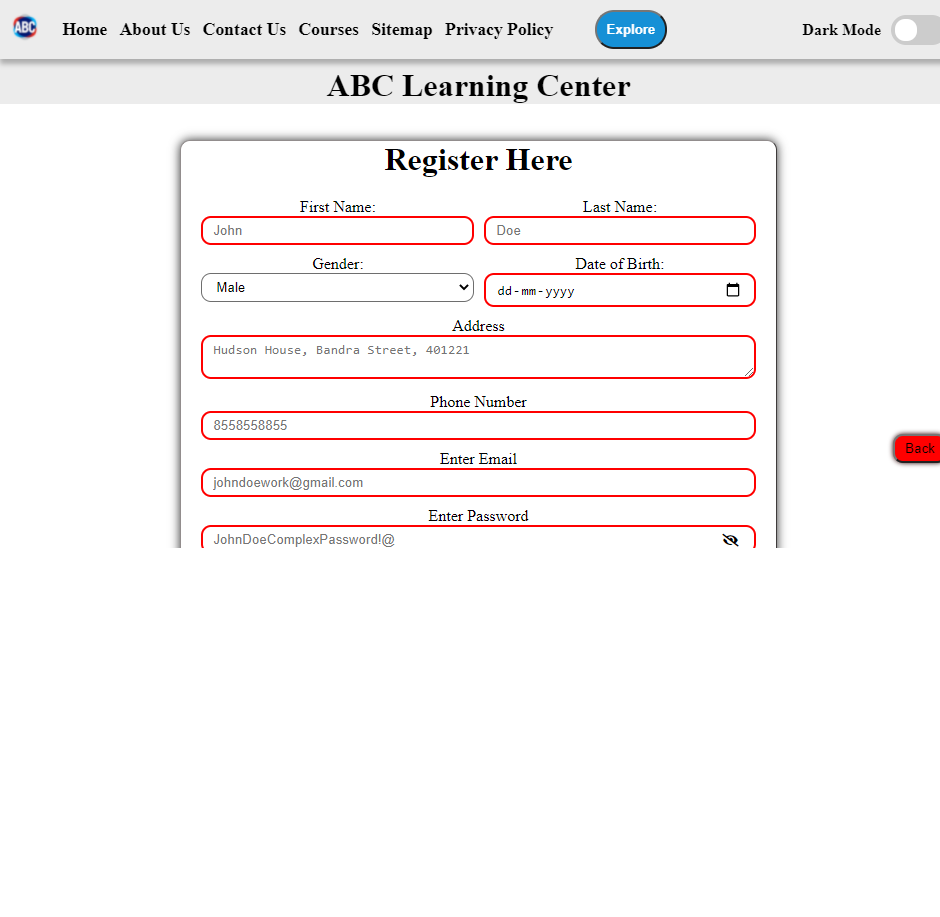 ABC Home About Us Contact Us Courses Sitemap Privacy Policy Explore Dark Mode
ABC Learning Center
Register Here
First Name: Last Name:
John Doe
Gender: Date of Birth:
Male dd-mm-yyyy
Address
Hudson House, Bandra Street, 401221
Phone Number
8558558855
Back
Enter Email
johndoework@gmail.com
Enter Password
JohnDoeComplexPassword!@